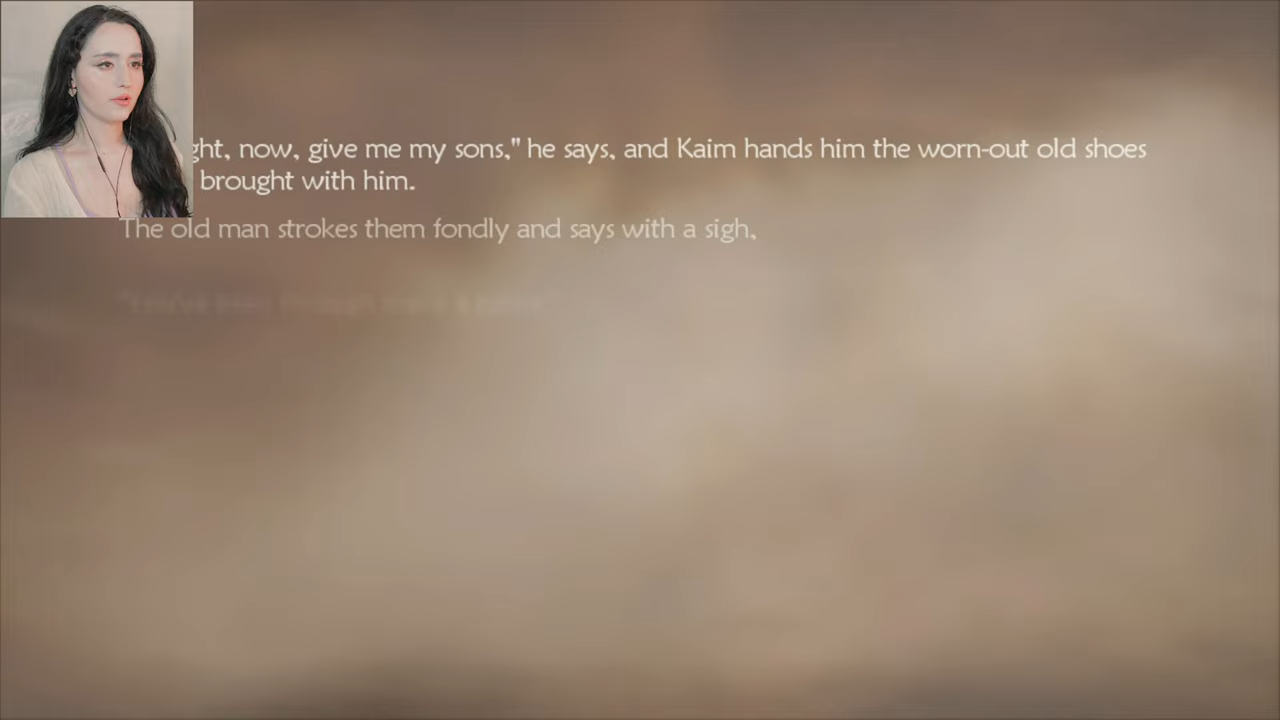 ght, now, give me my sons," he says, and Kaim hands him the worn-out old shoes
brought with him.
The old man strokes them fondly and says with a sigh,